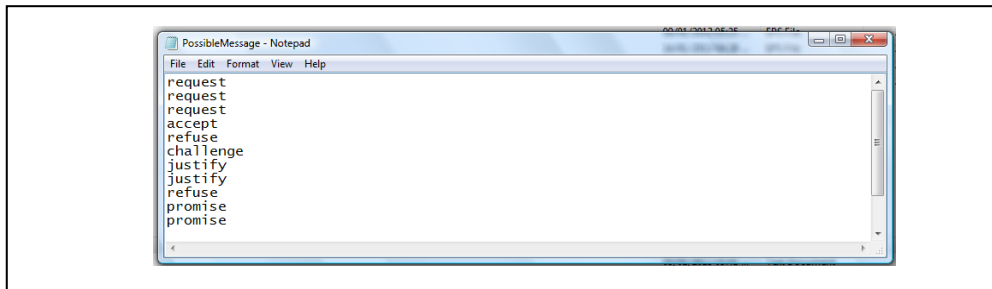 PossibleMessage - Notepad
File Edit Format View Help
request
request
request
accept
refuse
challenge
justify
justify
refuse
promise
promise